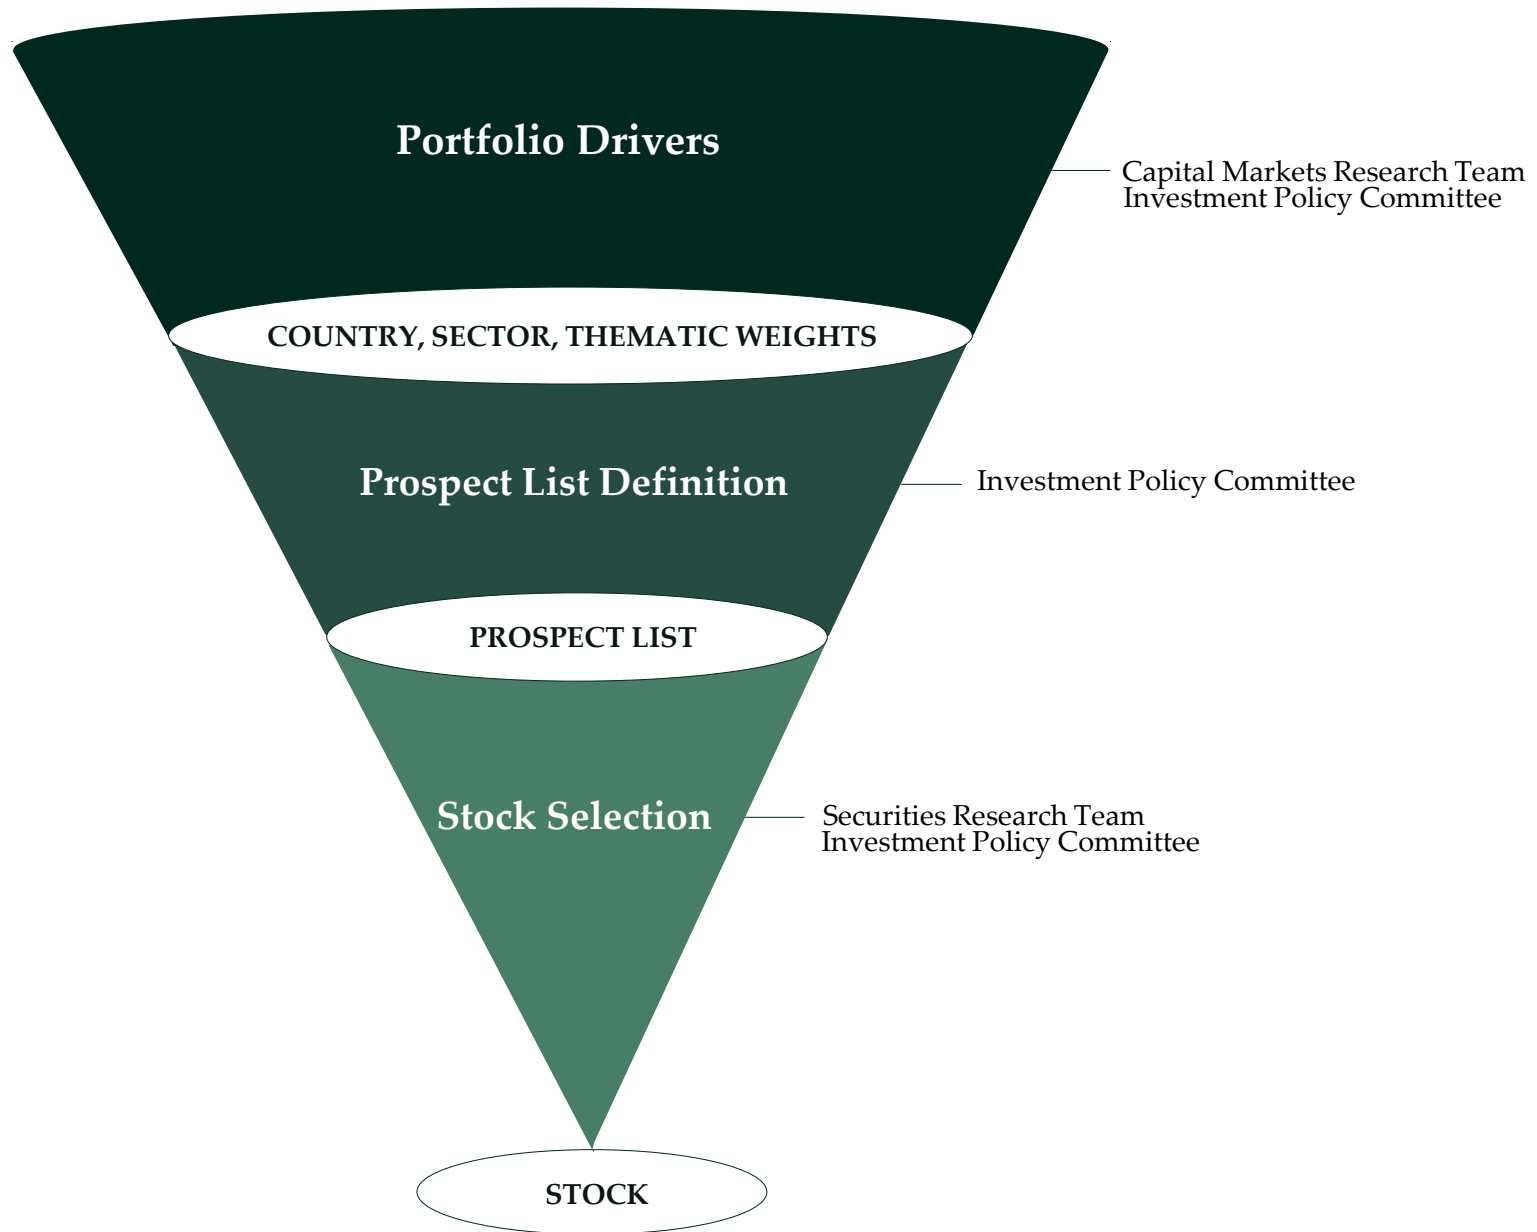 Portfolio Drivers
Capital Markets Research Team
Investment Policy Committee
COUNTRY, SECTOR, THEMATIC WEIGHTS
Prospect List Definition
Investment Policy Committee
PROSPECT LIST
Stock Selection
Securities Research Team
Investment Policy Committee
STOCK